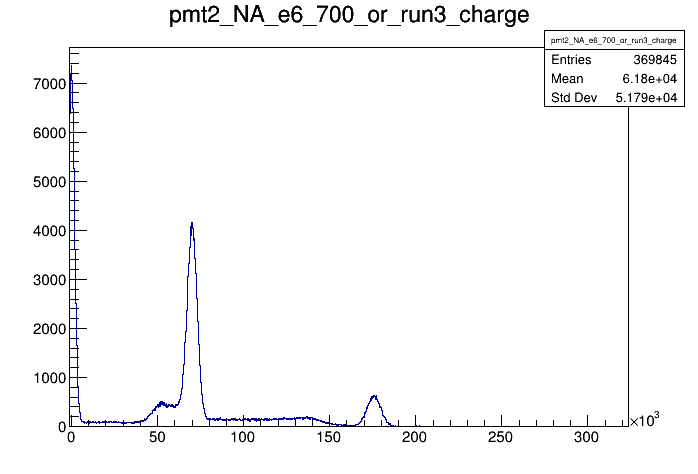 pmt2_NA_e6_700_or_run3_charge
pmt2_NA_e6_700_or_run3_charge
Entries 369845
Mean 6.18e+04
Std Dev 5.179e+04
7000
6000
5000
4000
3000
2000
1000
0
0 50 100 150 200 250 300
×10³